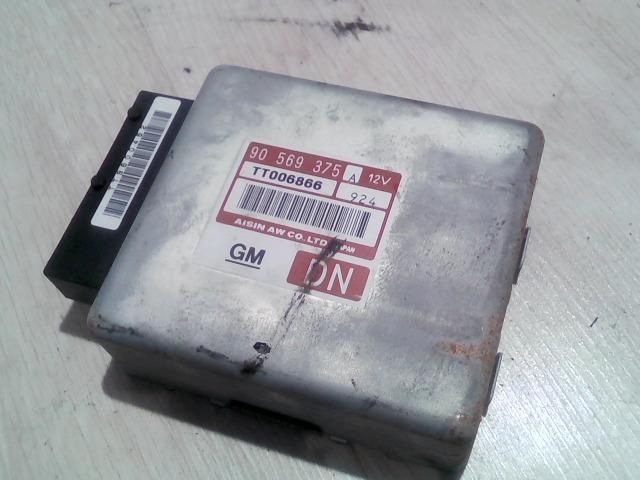 90 569 375 A 12V
TT006866 924
AISIN AW CO.LTD JAPAN
GM DN